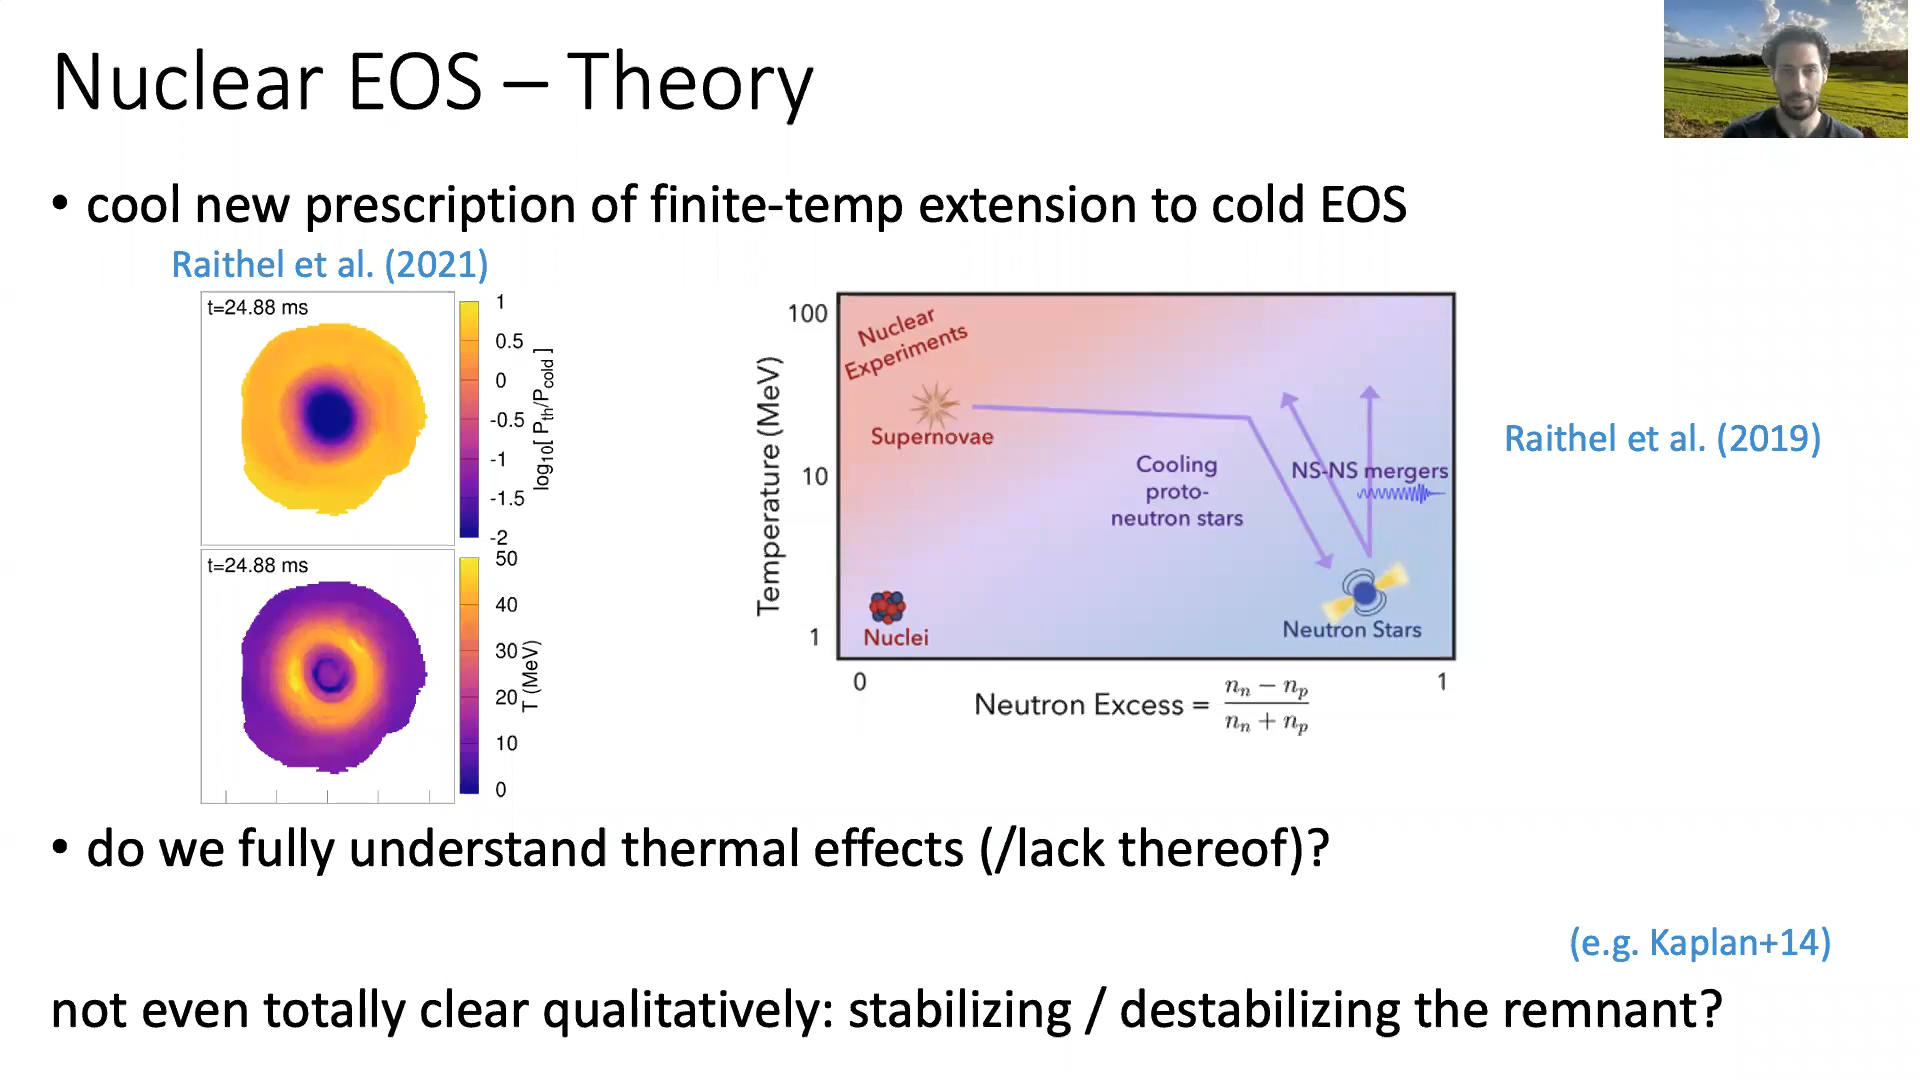 Nuclear EOS – Theory
• cool new prescription of finite-temp extension to cold EOS
Raithel et al. (2021)
t=24.88 ms
1
0.5
0
-0.5
-1
-1.5
-2
log10[ Pth/Pcold ]
t=24.88 ms
50
40
30
20
10
0
T (MeV)
100
10
1
Temperature (MeV)
Nuclear
Experiments
Supernovae
Cooling
proto-
neutron stars
NS-NS mergers
Nuclei
Neutron Stars
0
1
Neutron Excess = (n_n − n_p) / (n_n + n_p)
Raithel et al. (2019)
• do we fully understand thermal effects (/lack thereof)?
(e.g. Kaplan+14)
not even totally clear qualitatively: stabilizing / destabilizing the remnant?